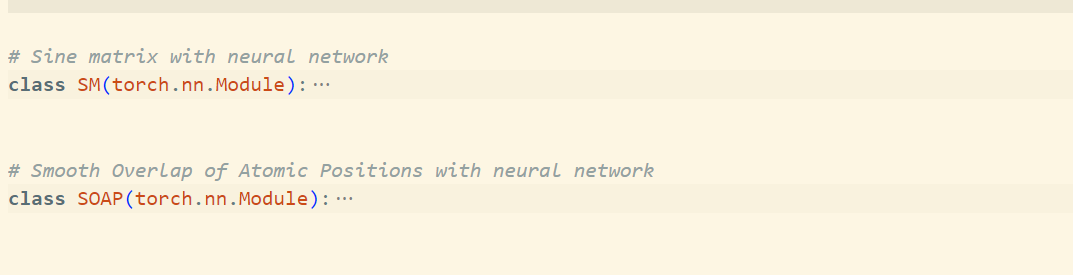 # Sine matrix with neural network
class SM(torch.nn.Module):···
# Smooth Overlap of Atomic Positions with neural network
class SOAP(torch.nn.Module):···